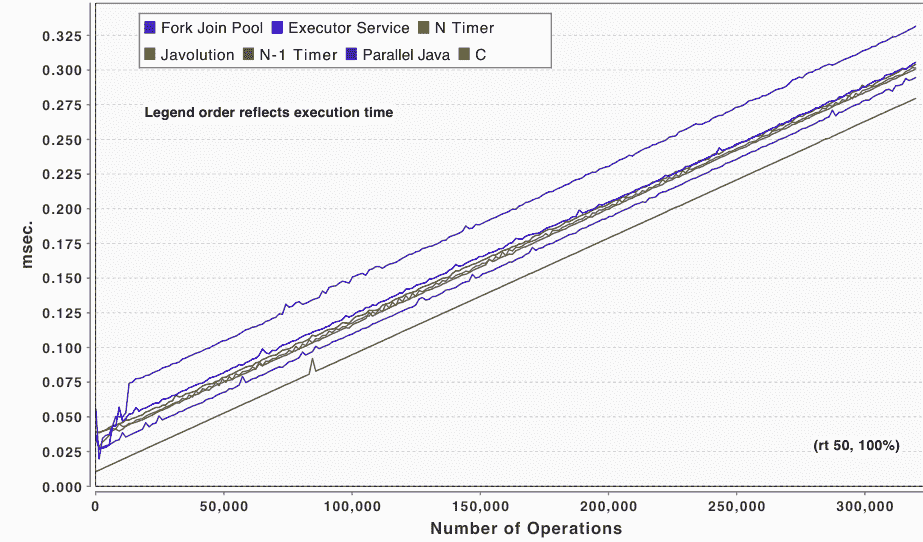 Fork Join Pool Executor Service N Timer
Javolution N-1 Timer Parallel Java C
Legend order reflects execution time
(rt 50, 100%)
msec.
0.325
0.300
0.275
0.250
0.225
0.200
0.175
0.150
0.125
0.100
0.075
0.050
0.025
0.000
0 50,000 100,000 150,000 200,000 250,000 300,000
Number of Operations